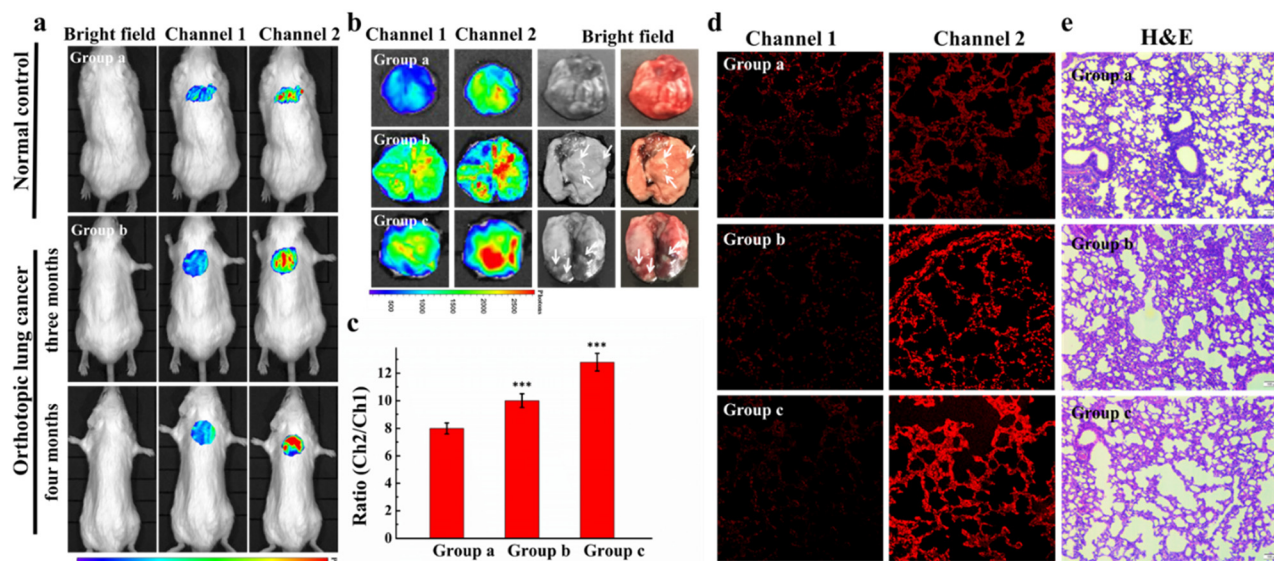 a
Bright field Channel 1 Channel 2
Normal control
Group a
Orthotopic lung cancer
three months
Group b
four months
b
Channel 1 Channel 2 Bright field
Group a
Group b
Group c
500 1000 1500 2000 2500
c
Ratio (Ch2/Ch1)
12
10
8
6
4
2
0
***
***
Group a Group b Group c
d
Channel 1 Channel 2
Group a
Group b
Group c
e
H&E
Group a
Group b
Group c